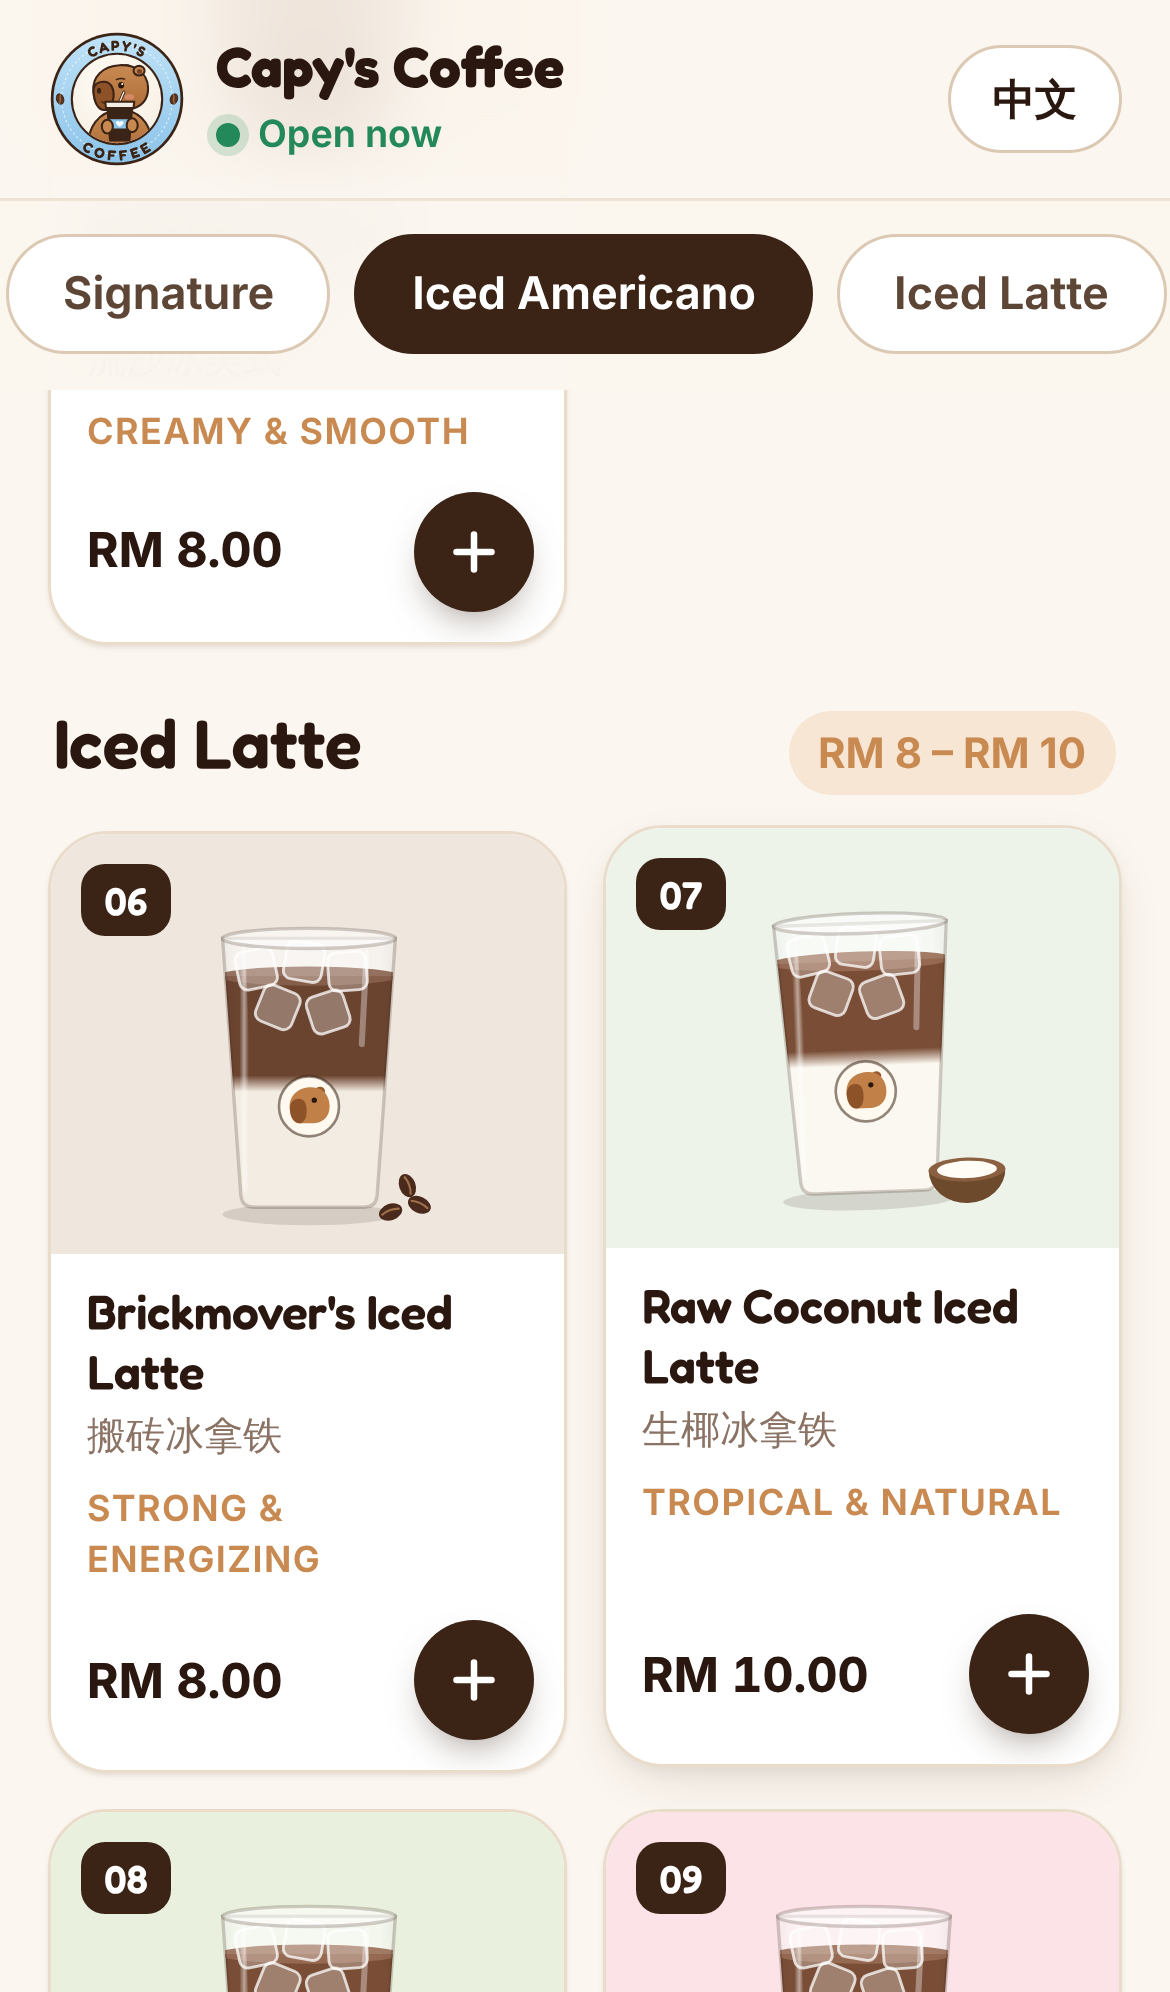 CAPY'S
COFFEE
Capy's Coffee
Open now
中文
Signature
Iced Americano
Iced Latte
CREAMY & SMOOTH
RM 8.00
Iced Latte
RM 8 – RM 10
06
07
Brickmover's Iced
Latte
搬砖冰拿铁
STRONG &
ENERGIZING
RM 8.00
Raw Coconut Iced
Latte
生椰冰拿铁
TROPICAL & NATURAL
RM 10.00
08
09